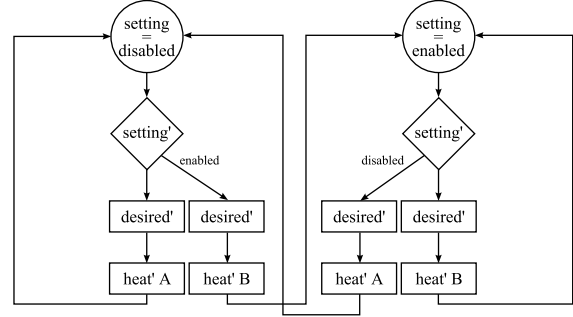 setting
=
disabled
setting
=
enabled
setting'
enabled
setting'
disabled
desired'
desired'
desired'
desired'
heat' A
heat' B
heat' A
heat' B